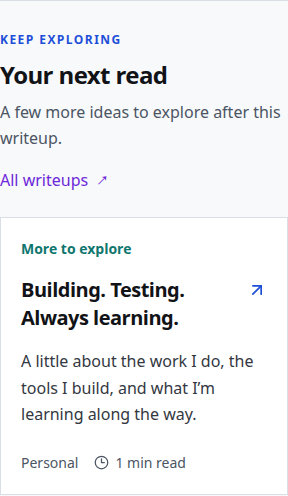 KEEP EXPLORING
Your next read
A few more ideas to explore after this
writeup.
All writeups ↗
More to explore
Building. Testing.
Always learning.
A little about the work I do, the
tools I build, and what I’m
learning along the way.
Personal 1 min read